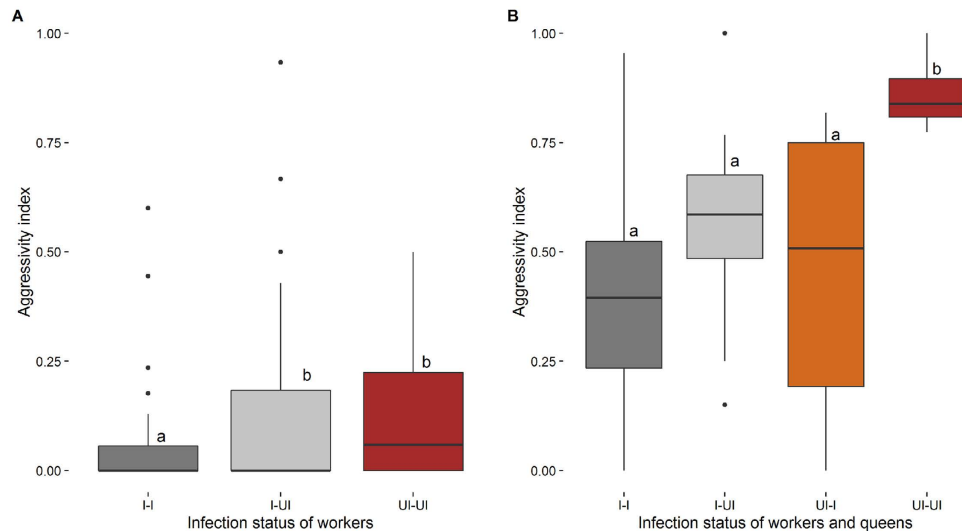 A
Aggressivity index
1.00
0.75
0.50
0.25
0.00
a
b
b
I-I
I-UI
UI-UI
Infection status of workers
B
Aggressivity index
1.00
0.75
0.50
0.25
0.00
a
a
a
b
I-I
I-UI
UI-I
UI-UI
Infection status of workers and queens